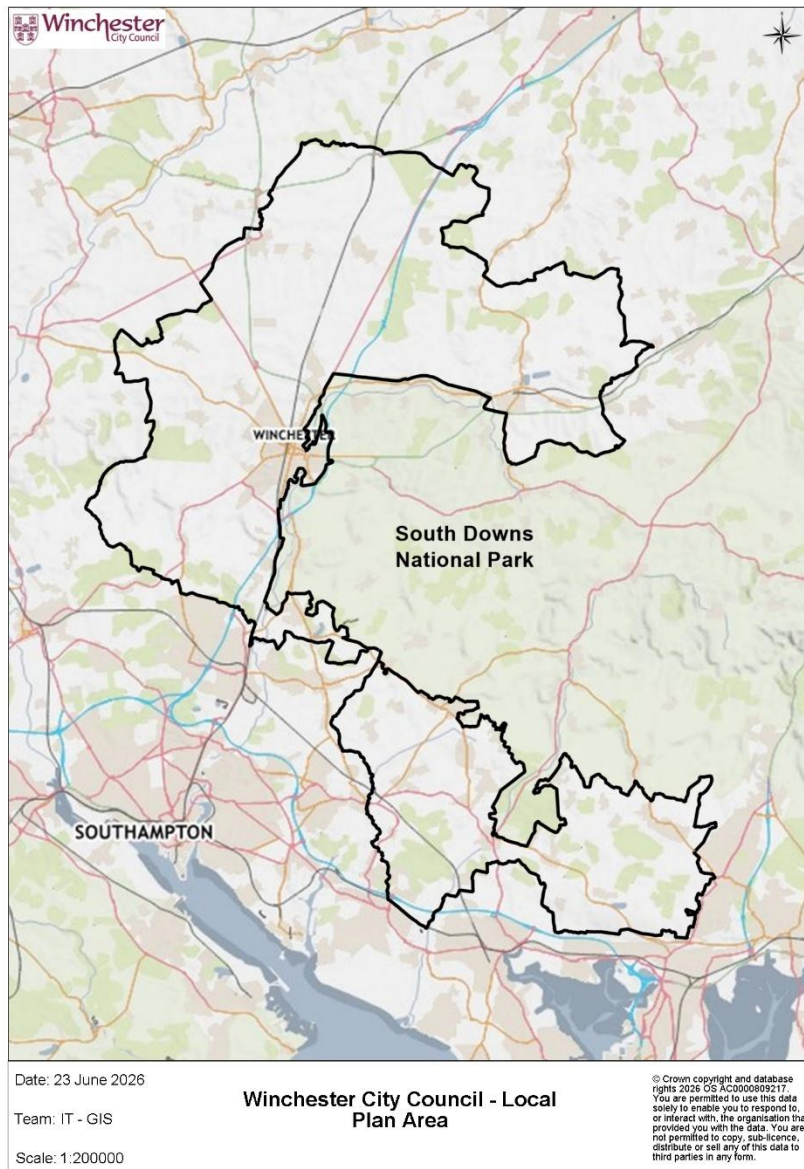 Winchester
City Council
WINCHESTER
South Downs
National Park
SOUTHAMPTON
Date: 23 June 2026
Team: IT - GIS
Scale: 1:200000
Winchester City Council - Local
Plan Area
© Crown copyright and database
rights 2026 OS AC0000809217.
You are permitted to use this data
solely to enable you to respond to,
or interact with, the organisation tha
provided you with the data. You are
not permitted to copy, sub-licence,
distribute or sell any of this data to
third parties in any form.